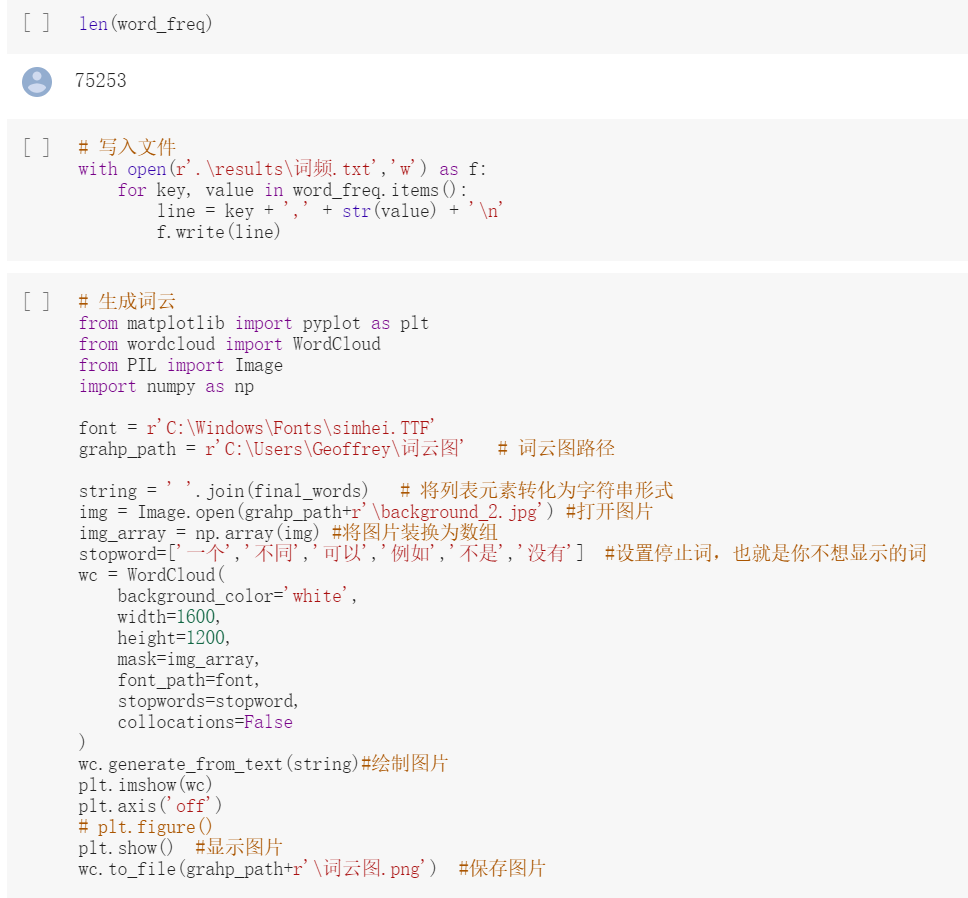 [ ] len(word_freq)
75253
[ ] # 写入文件
with open(r'.\results\词频.txt','w') as f:
    for key, value in word_freq.items():
        line = key + ',' + str(value) + '\n'
        f.write(line)
[ ] # 生成词云
from matplotlib import pyplot as plt
from wordcloud import WordCloud
from PIL import Image
import numpy as np
font = r'C:\Windows\Fonts\simhei.TTF'
grahp_path = r'C:\Users\Geoffrey\词云图'   # 词云图路径
string = ' '.join(final_words)   # 将列表元素转化为字符串形式
img = Image.open(grahp_path+r'\background_2.jpg') #打开图片
img_array = np.array(img) #将图片装换为数组
stopword=['一个','不同','可以','例如','不是','没有']  #设置停止词，也就是你不想显示的词
wc = WordCloud(
    background_color='white',
    width=1600,
    height=1200,
    mask=img_array,
    font_path=font,
    stopwords=stopword,
    collocations=False
)
wc.generate_from_text(string)#绘制图片
plt.imshow(wc)
plt.axis('off')
# plt.figure()
plt.show()  #显示图片
wc.to_file(grahp_path+r'\词云图.png')  #保存图片